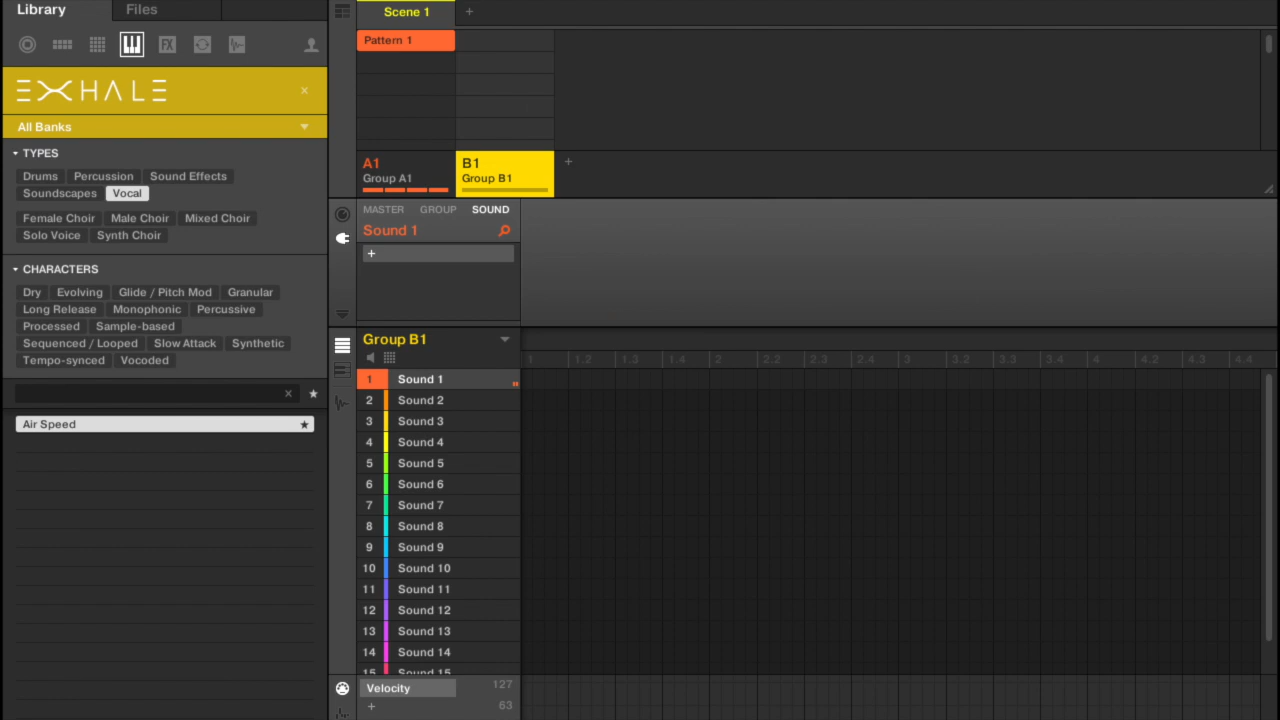 Library Files
FX
EXHALE ×
All Banks
TYPES
Drums Percussion Sound Effects
Soundscapes Vocal
Female Choir Male Choir Mixed Choir
Solo Voice Synth Choir
CHARACTERS
Dry Evolving Glide / Pitch Mod Granular
Long Release Monophonic Percussive
Processed Sample-based
Sequenced / Looped Slow Attack Synthetic
Tempo-synced Vocoded
Air Speed
Scene 1 +
Pattern 1
A1 B1 +
Group A1 Group B1
MASTER GROUP SOUND
Sound 1
+
Group B1
1 1.2 1.3 1.4 2 2.2 2.3 2.4 3 3.2 3.3 3.4 4 4.2 4.3 4.4
1 Sound 1
2 Sound 2
3 Sound 3
4 Sound 4
5 Sound 5
6 Sound 6
7 Sound 7
8 Sound 8
9 Sound 9
10 Sound 10
11 Sound 11
12 Sound 12
13 Sound 13
14 Sound 14
15 Sound 15
Velocity 127
+ 63